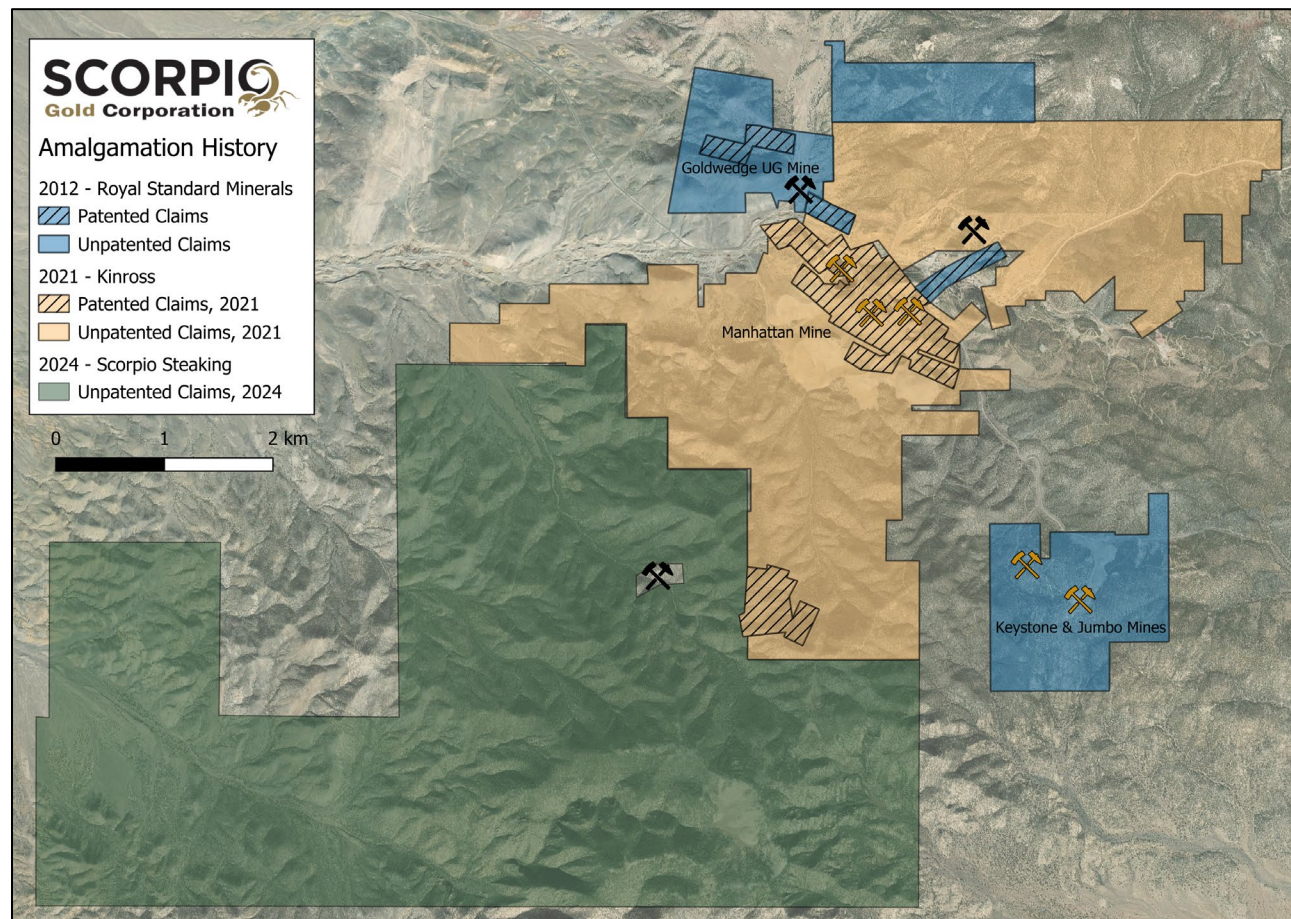 SCORPIO
Gold Corporation
Amalgamation History
2012 - Royal Standard Minerals
Patented Claims
Unpatented Claims
2021 - Kinross
Patented Claims, 2021
Unpatented Claims, 2021
2024 - Scorpio Steaking
Unpatented Claims, 2024
0 1 2 km
Goldwedge UG Mine
Manhattan Mine
Keystone & Jumbo Mines